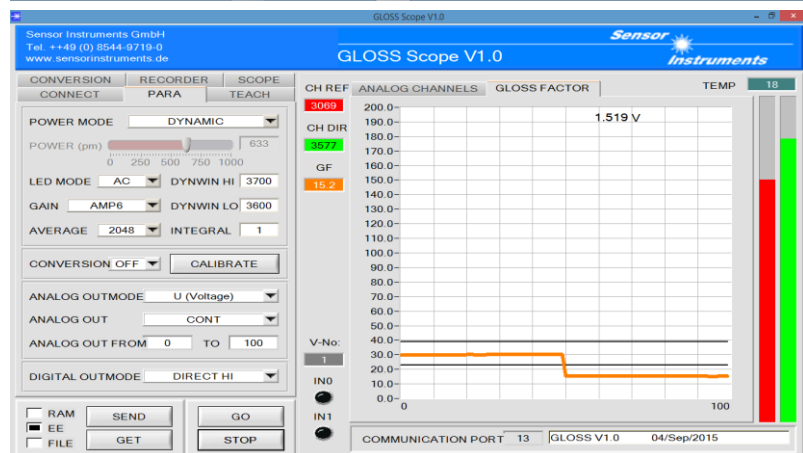 GLOSS Scope V1.0
Sensor Instruments GmbH
Tel. ++49 (0) 8544-9719-0
www.sensorinstruments.de
GLOSS Scope V1.0
Sensor
Instruments
CONVERSION RECORDER SCOPE
CONNECT PARA TEACH
POWER MODE DYNAMIC
POWER (pm) 633
0 250 500 750 1000
LED MODE AC DYNWIN HI 3700
GAIN AMP6 DYNWIN LO 3600
AVERAGE 2048 INTEGRAL 1
CONVERSION OFF CALIBRATE
ANALOG OUTMODE U (Voltage)
ANALOG OUT CONT
ANALOG OUT FROM 0 TO 100
DIGITAL OUTMODE DIRECT HI
RAM
EE
FILE
SEND GO
GET STOP
CH REF
3069
CH DIR
3577
GF
15.2
V-No:
1
IN0
IN1
ANALOG CHANNELS GLOSS FACTOR
TEMP 18
1.519 V
200.0
190.0
180.0
170.0
160.0
150.0
140.0
130.0
120.0
110.0
100.0
90.0
80.0
70.0
60.0
50.0
40.0
30.0
20.0
10.0
0.0
0 100
COMMUNICATION PORT 13 GLOSS V1.0 04/Sep/2015